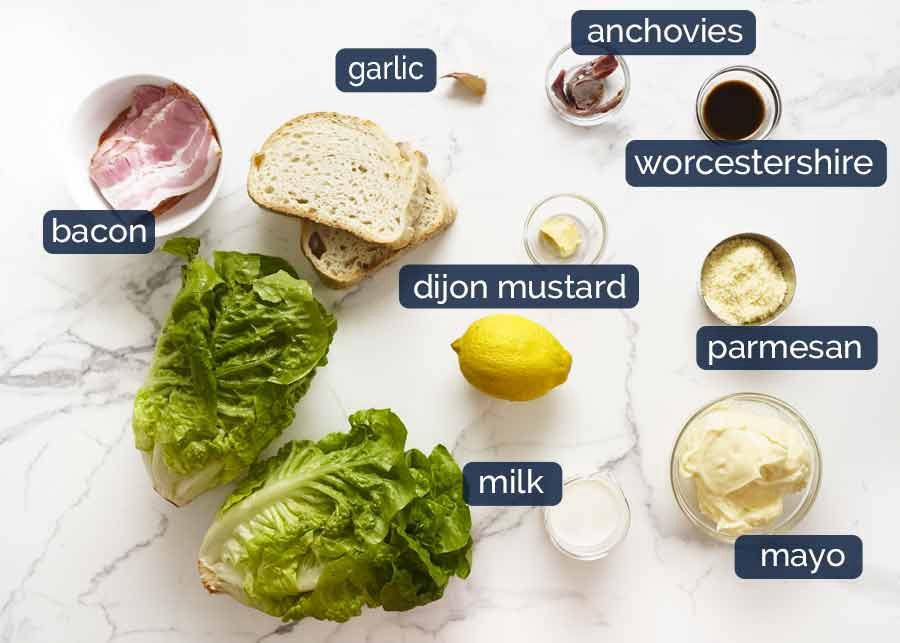 anchovies
garlic
worcestershire
bacon
dijon mustard
parmesan
milk
mayo